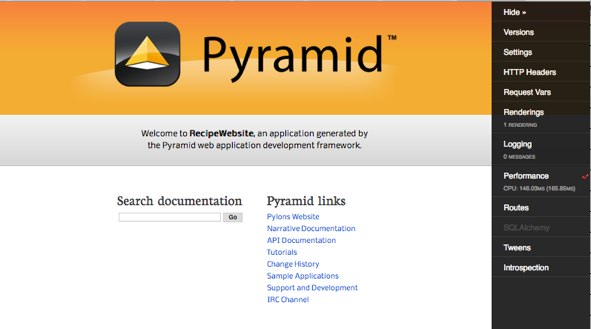 Pyramid™
Welcome to RecipeWebsite, an application generated by
the Pyramid web application development framework.
Search documentation
Go
Pyramid links
Pylons Website
Narrative Documentation
API Documentation
Tutorials
Change History
Sample Applications
Support and Development
IRC Channel
Hide »
Versions
Settings
HTTP Headers
Request Vars
Renderings
1 RENDERING
Logging
0 MESSAGES
Performance
CPU: 146.03MS (165.85MS)
Routes
SQLAlchemy
Tweens
Introspection